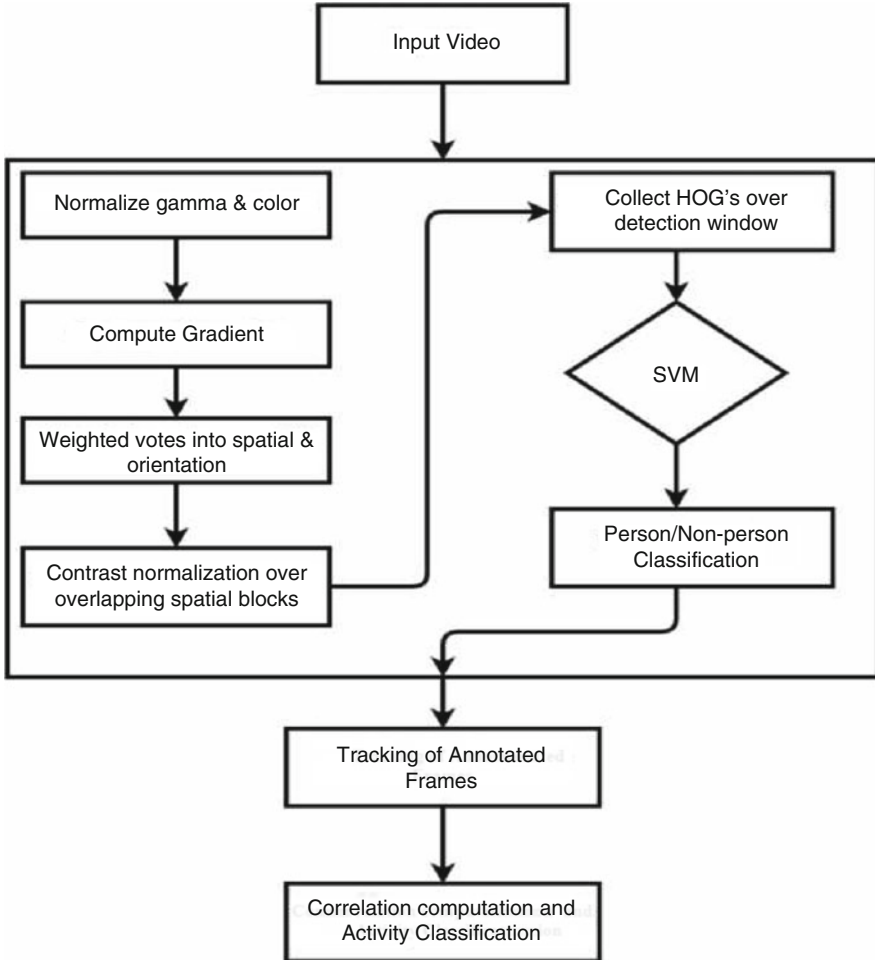 Input Video
Normalize gamma & color
Compute Gradient
Weighted votes into spatial &
orientation
Contrast normalization over
overlapping spatial blocks
Collect HOG's over
detection window
SVM
Person/Non-person
Classification
Tracking of Annotated
Frames
Correlation computation and
Activity Classification